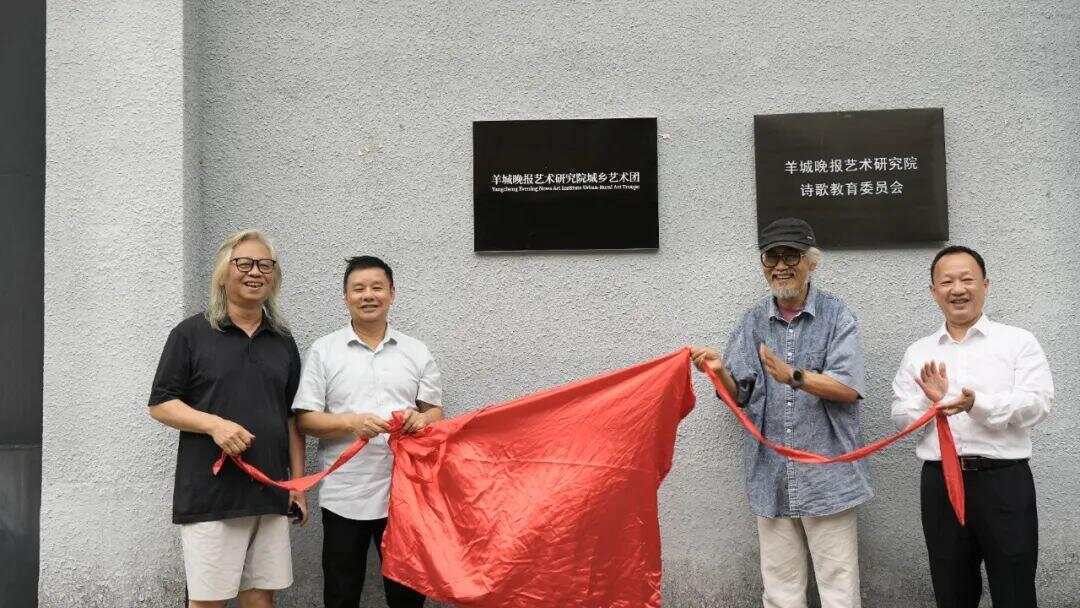 羊城晚报艺术研究院城乡艺术团
Yangcheng Evening News Art Institute Urban-Rural Art Troupe
羊城晚报艺术研究院
诗歌教育委员会